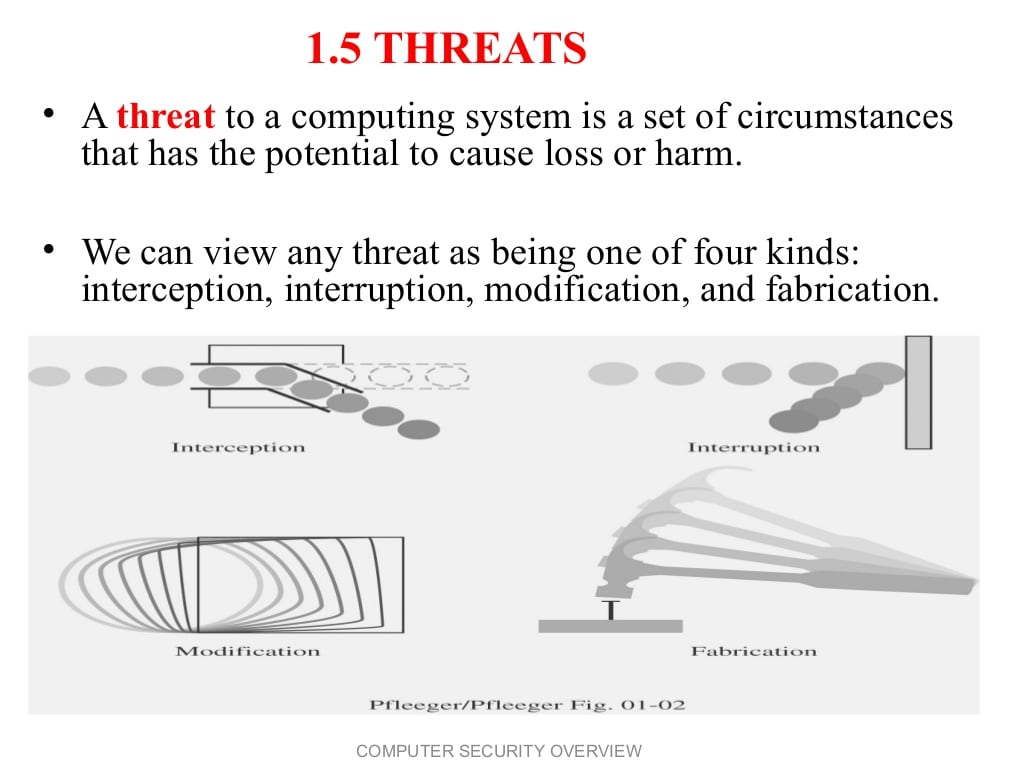 1.5 THREATS
• A threat to a computing system is a set of circumstances
that has the potential to cause loss or harm.
• We can view any threat as being one of four kinds:
interception, interruption, modification, and fabrication.
Interception
Interruption
Modification
Fabrication
Pfleeger/Pfleeger Fig. 01-02
COMPUTER SECURITY OVERVIEW